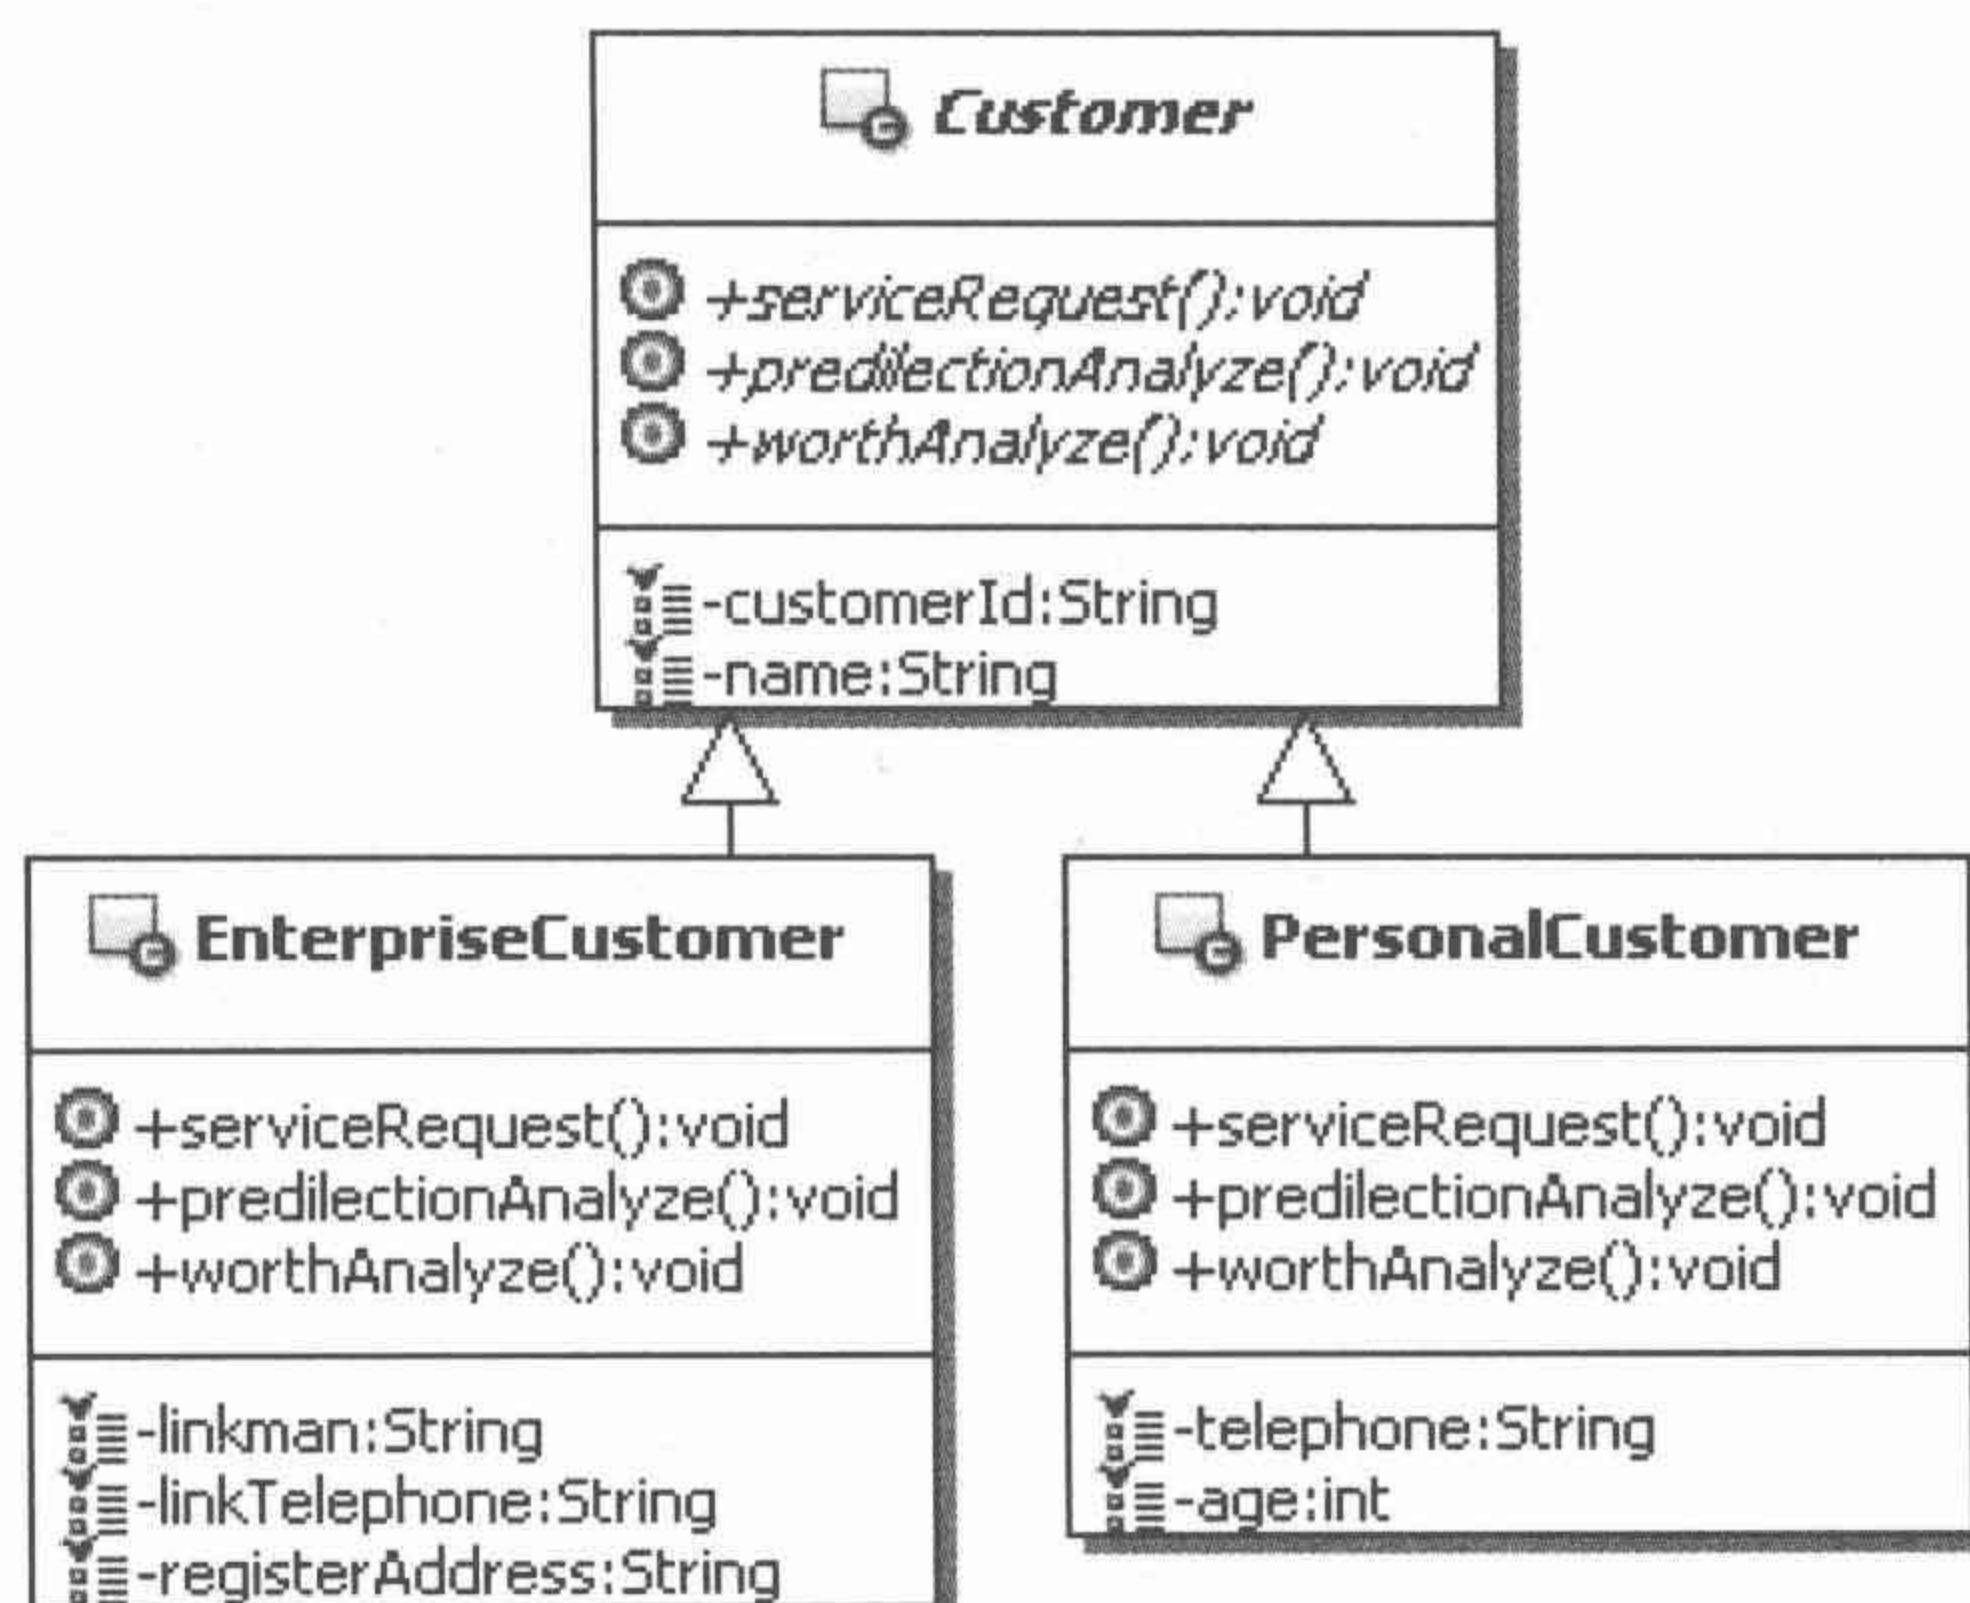 Customer
+serviceRequest():void
+predilectionAnalyze():void
+worthAnalyze():void
-customerId:String
-name:String
EnterpriseCustomer
+serviceRequest():void
+predilectionAnalyze():void
+worthAnalyze():void
-linkman:String
-linkTelephone:String
-registerAddress:String
PersonalCustomer
+serviceRequest():void
+predilectionAnalyze():void
+worthAnalyze():void
-telephone:String
-age:int